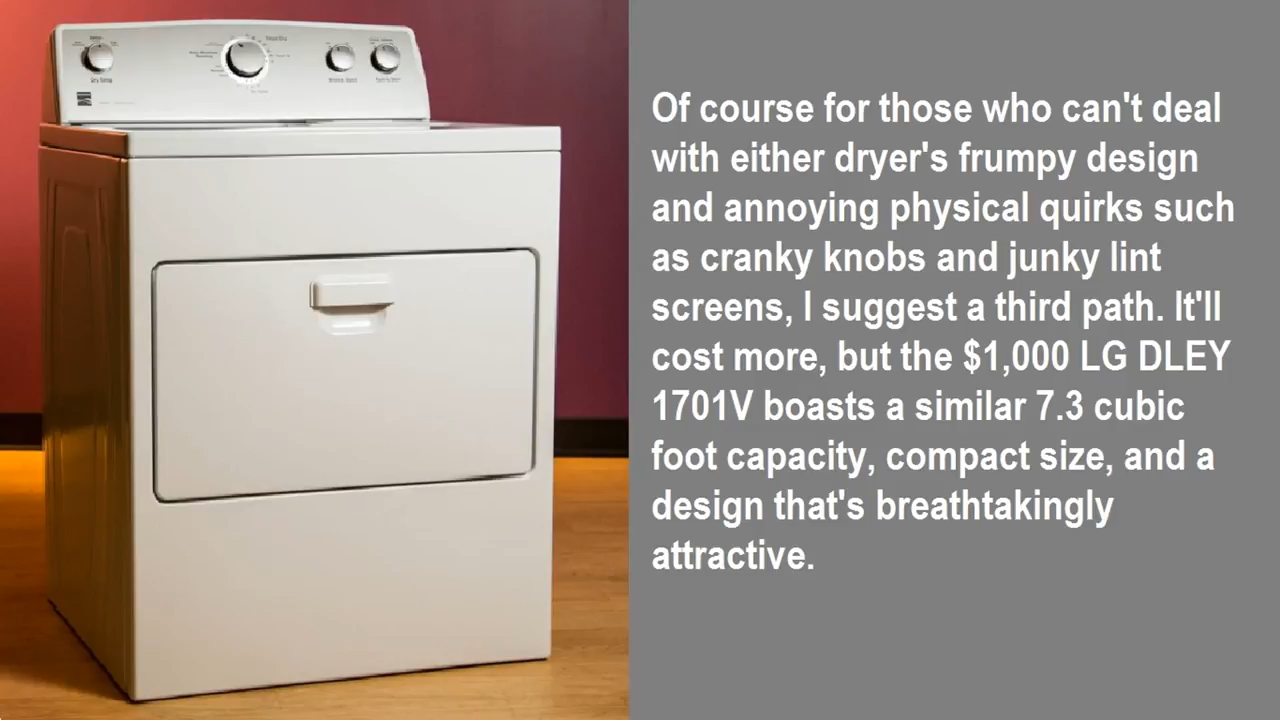 Of course for those who can't deal
with either dryer's frumpy design
and annoying physical quirks such
as cranky knobs and junky lint
screens, I suggest a third path. It'll
cost more, but the $1,000 LG DLEY
1701V boasts a similar 7.3 cubic
foot capacity, compact size, and a
design that's breathtakingly
attractive.